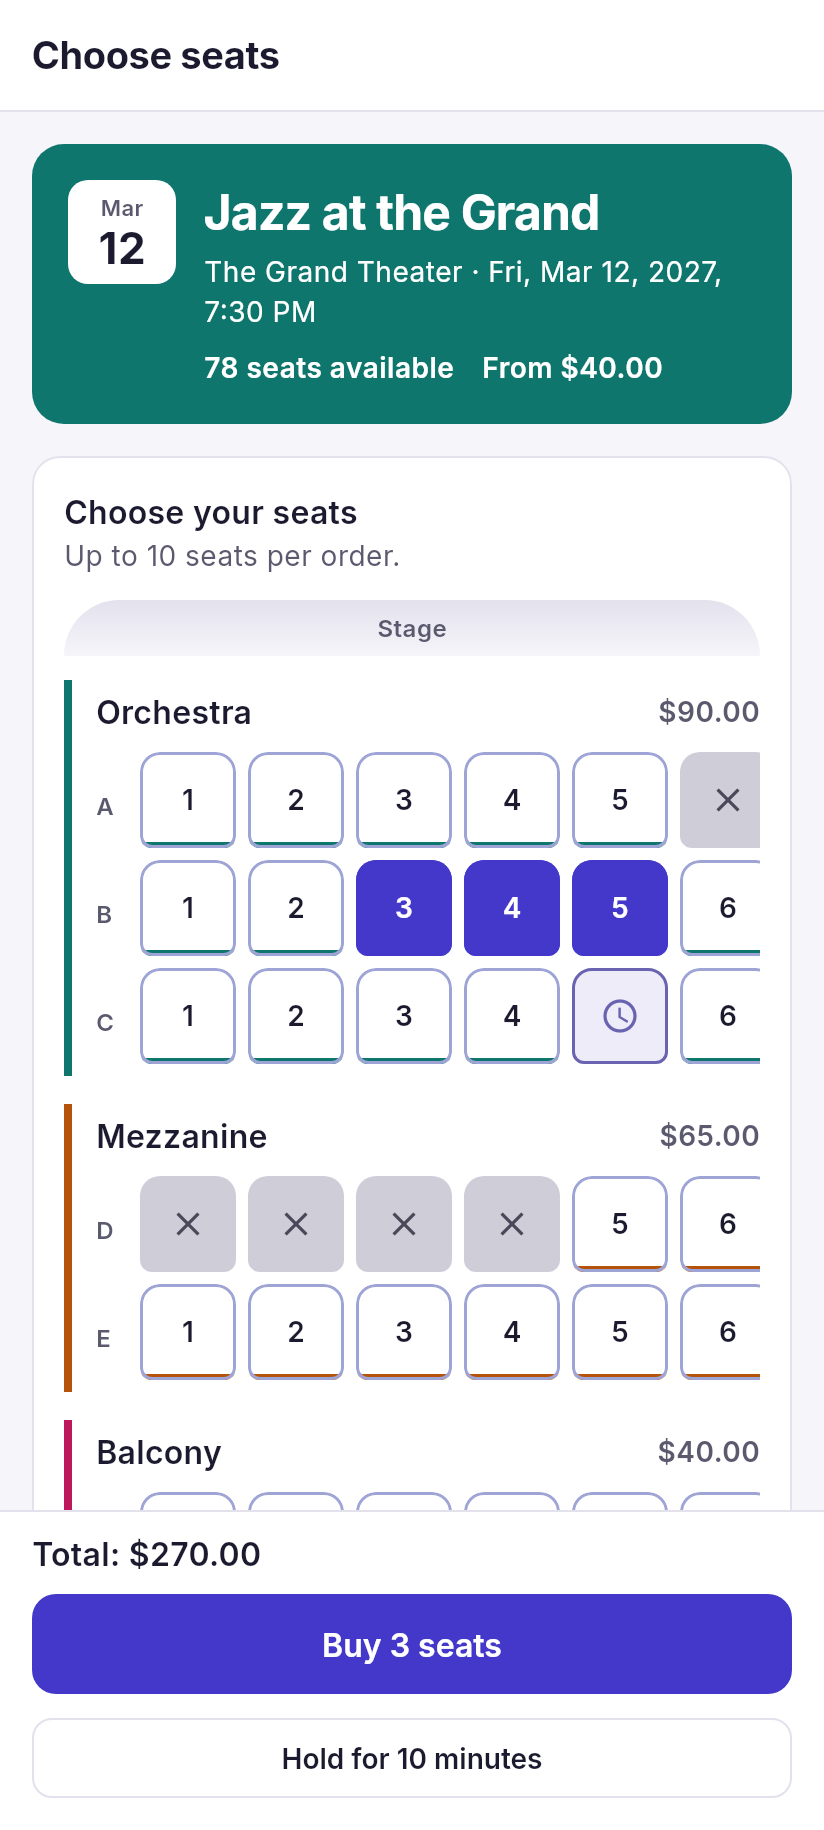 Choose seats
Mar
12
Jazz at the Grand
The Grand Theater · Fri, Mar 12, 2027,
7:30 PM
78 seats available From $40.00
Choose your seats
Up to 10 seats per order.
Stage
Orchestra $90.00
A 1 2 3 4 5
B 1 2 3 4 5 6
C 1 2 3 4 6
Mezzanine $65.00
D 5 6
E 1 2 3 4 5 6
Balcony $40.00
Total: $270.00
Buy 3 seats
Hold for 10 minutes